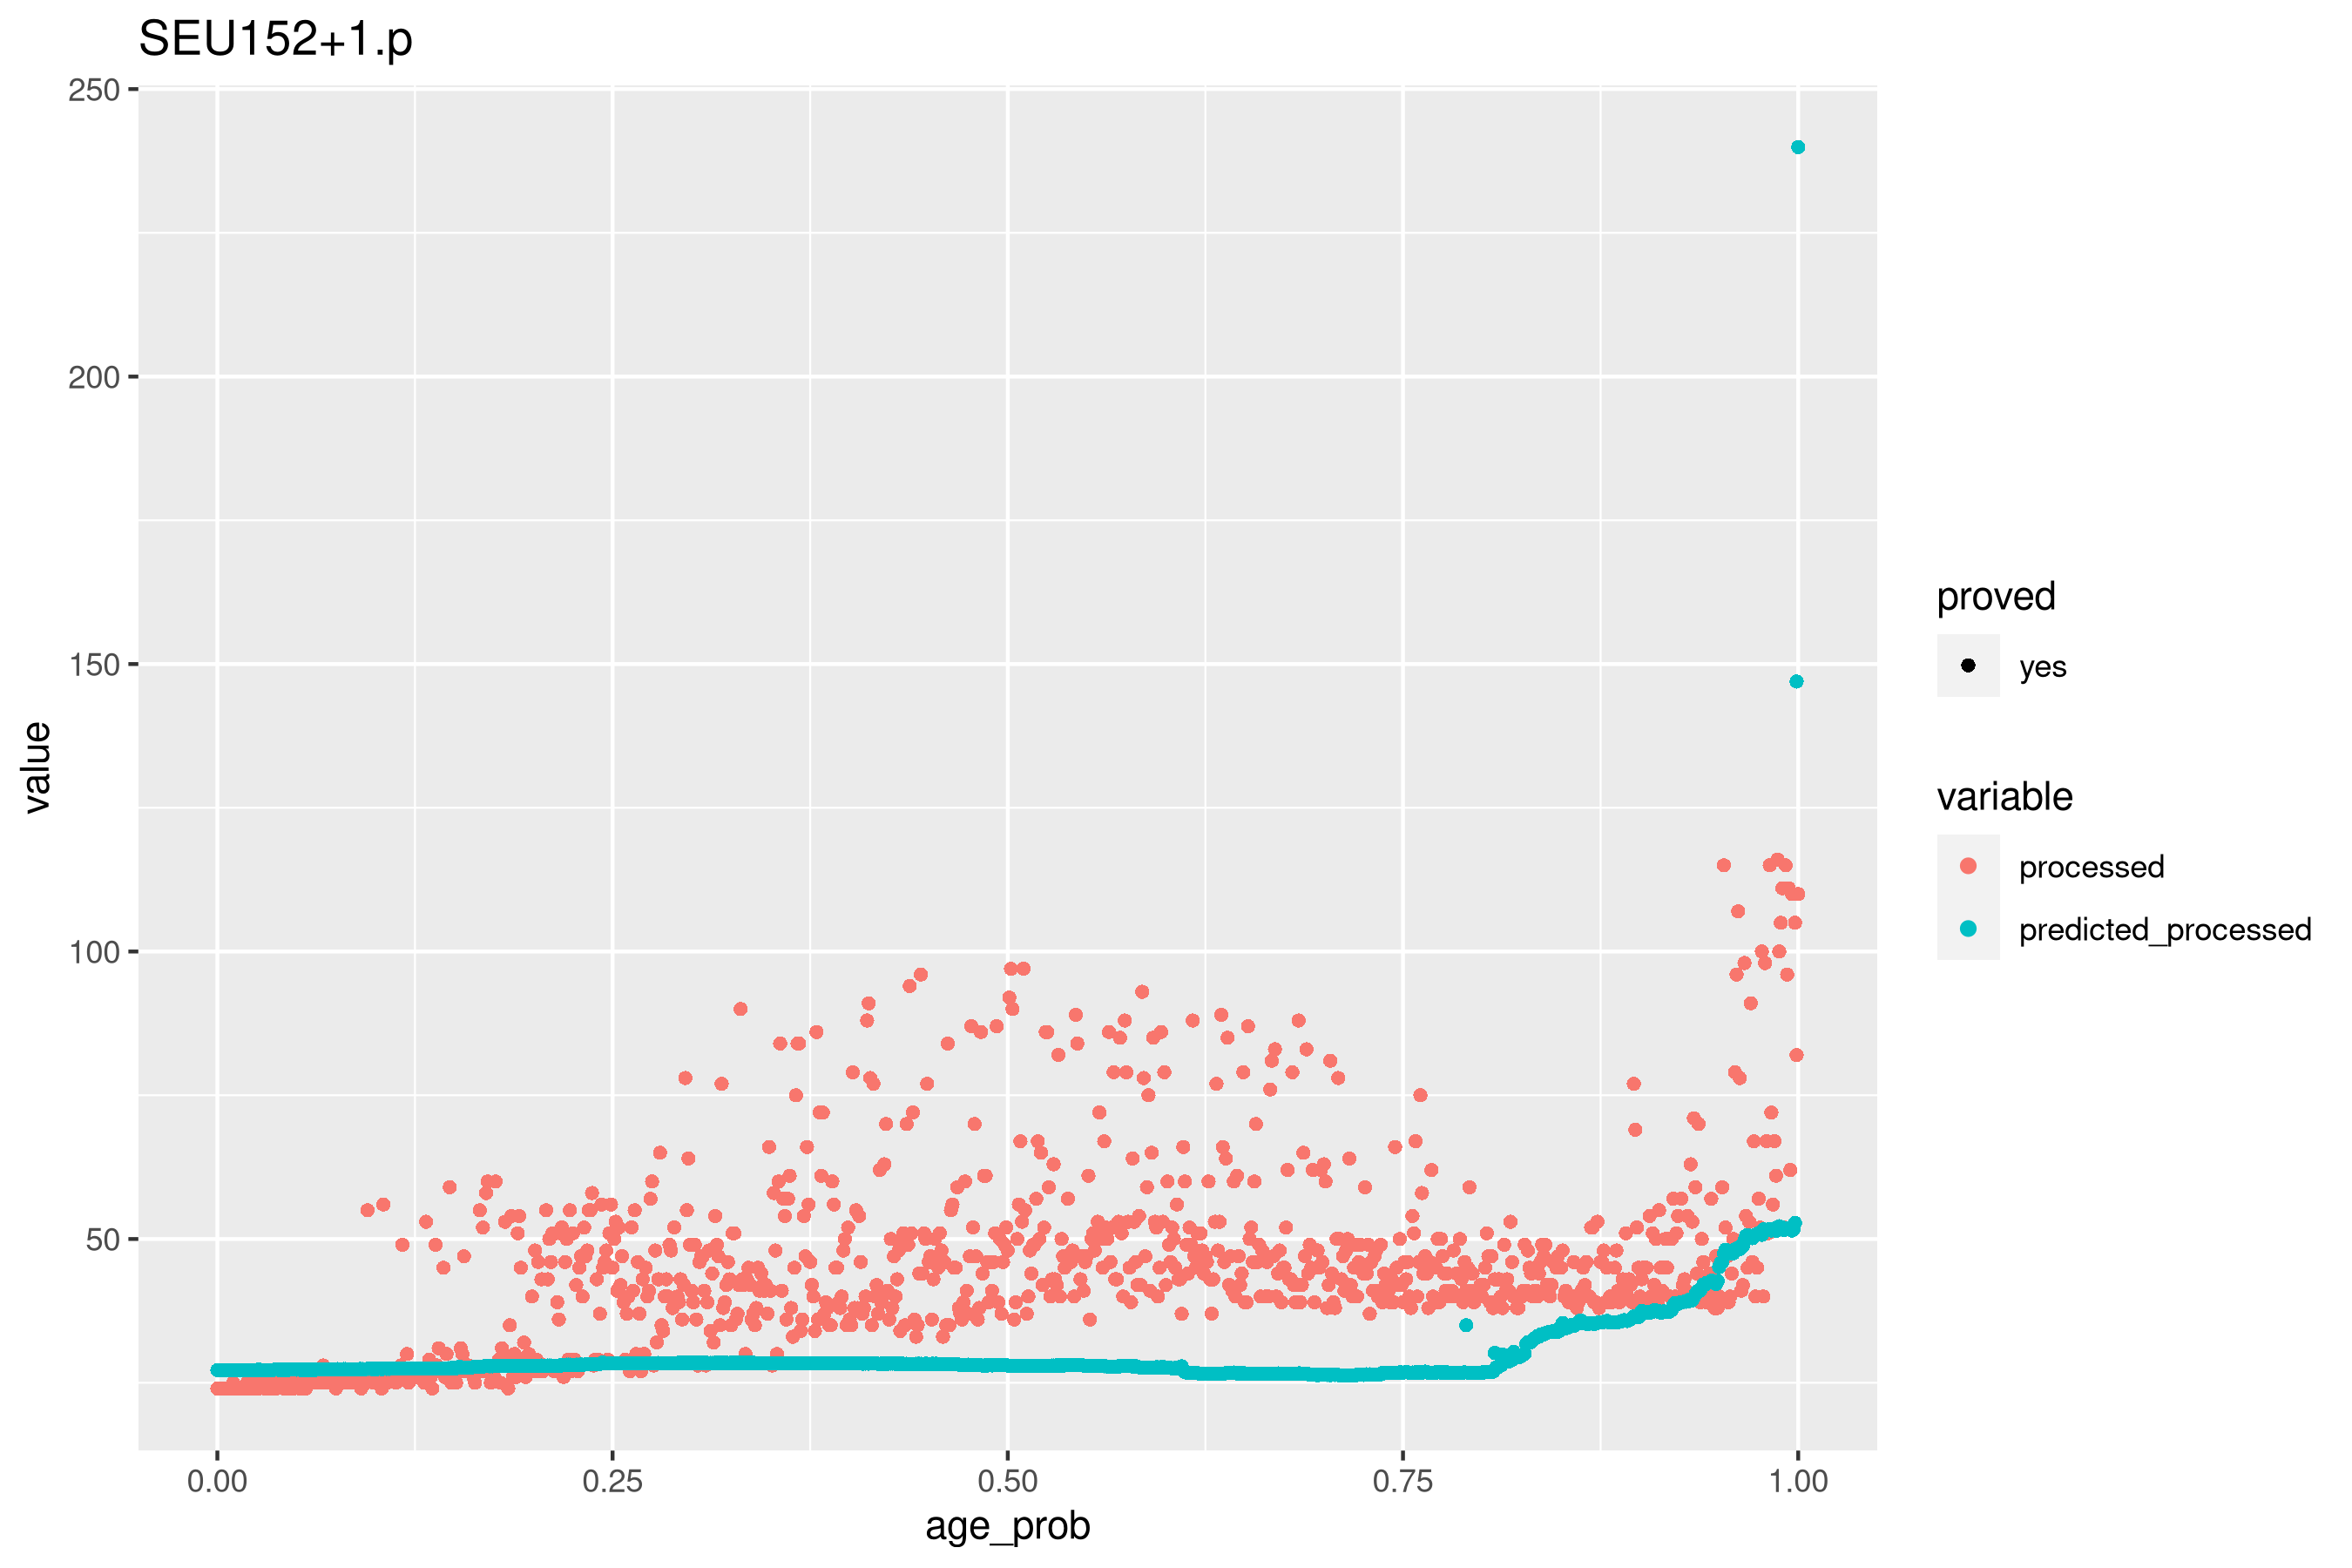 SEU152+1.p
250
200
150
100
50
value
0.00 0.25 0.50 0.75 1.00
age_prob
proved
yes
variable
processed
predicted_processed